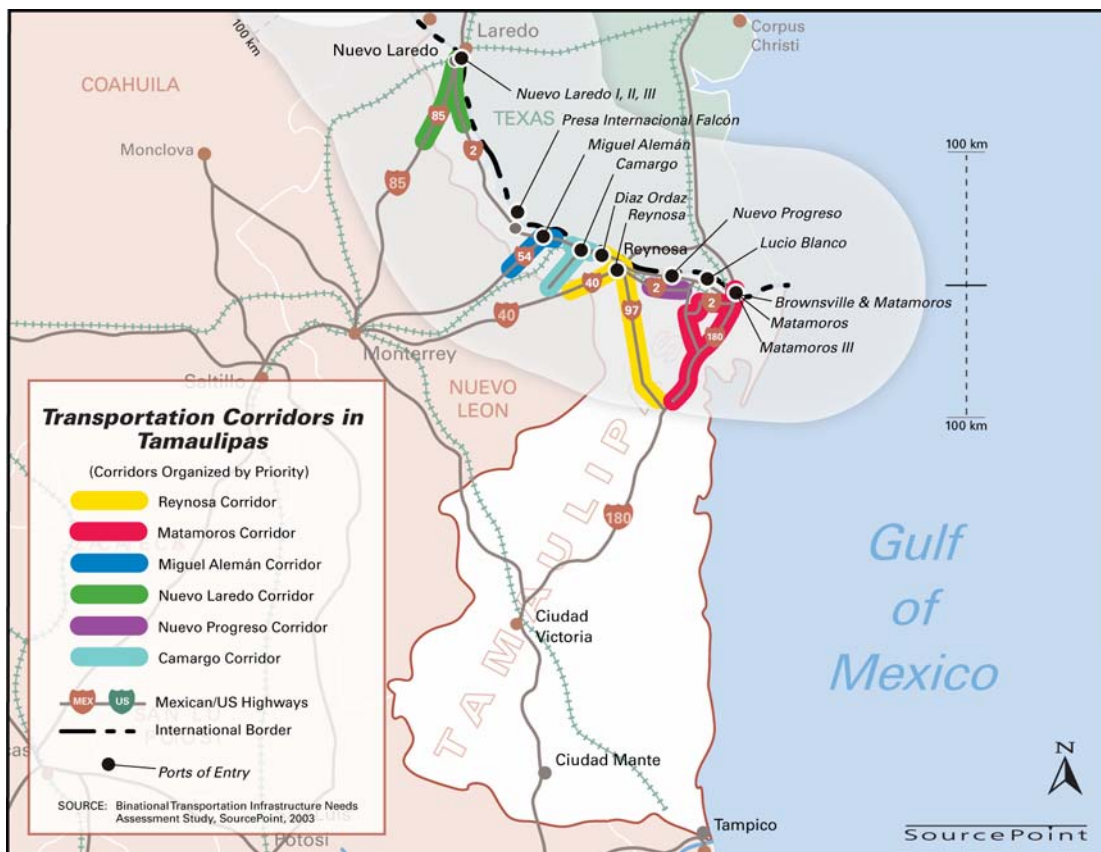 100 km
Laredo
Nuevo Laredo
Corpus
Christi
COAHUILA
Nuevo Laredo I, II, III
85
TEXAS
Presa Internacional Falcón
Monclova
2
Miguel Alemán
Camargo
100 km
85
Diaz Ordaz
Reynosa
Nuevo Progreso
Reynosa
Lucio Blanco
54
40
2
2
Brownsville & Matamoros
40
97
180
Matamoros
Monterrey
Matamoros III
Saltillo
NUEVO
LEON
100 km
TAMAULIPAS
180
Gulf
of
Mexico
Ciudad
Victoria
Ciudad Mante
Tampico
N
SourcePoint
Transportation Corridors in
Tamaulipas
(Corridors Organized by Priority)
Reynosa Corridor
Matamoros Corridor
Miguel Alemán Corridor
Nuevo Laredo Corridor
Nuevo Progreso Corridor
Camargo Corridor
MEX US Mexican/US Highways
International Border
Ports of Entry
SOURCE: Binational Transportation Infrastructure Needs
Assessment Study, SourcePoint, 2003
Potosi